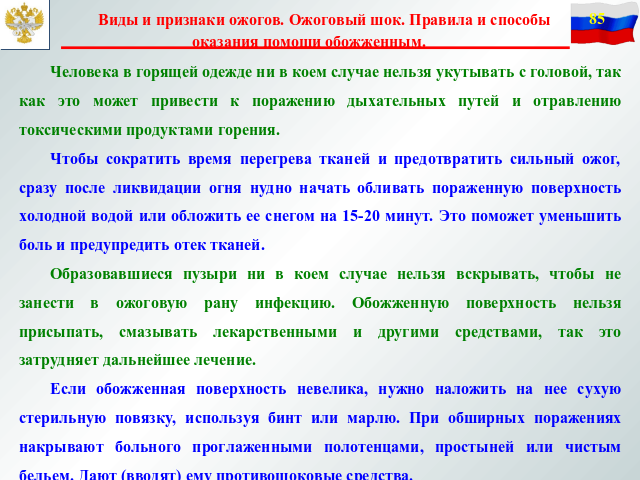 Виды и признаки ожогов. Ожоговый шок. Правила и способы
85
оказания помощи обожженным.
Человека в горящей одежде ни в коем случае нельзя укутывать с головой, так
как это может привести к поражению дыхательных путей и отравлению
токсическими продуктами горения.
Чтобы сократить время перегрева тканей и предотвратить сильный ожог,
сразу после ликвидации огня нудно начать обливать пораженную поверхность
холодной водой или обложить ее снегом на 15-20 минут. Это поможет уменьшить
боль и предупредить отек тканей.
Образовавшиеся пузыри ни в коем случае нельзя вскрывать, чтобы не
занести в ожоговую рану инфекцию. Обожженную поверхность нельзя
присыпать, смазывать лекарственными и другими средствами, так это
затрудняет дальнейшее лечение.
Если обожженная поверхность невелика, нужно наложить на нее сухую
стерильную повязку, используя бинт или марлю. При обширных поражениях
накрывают больного проглаженными полотенцами, простыней или чистым
бельем. Дают (вводят) ему противошоковые средства.